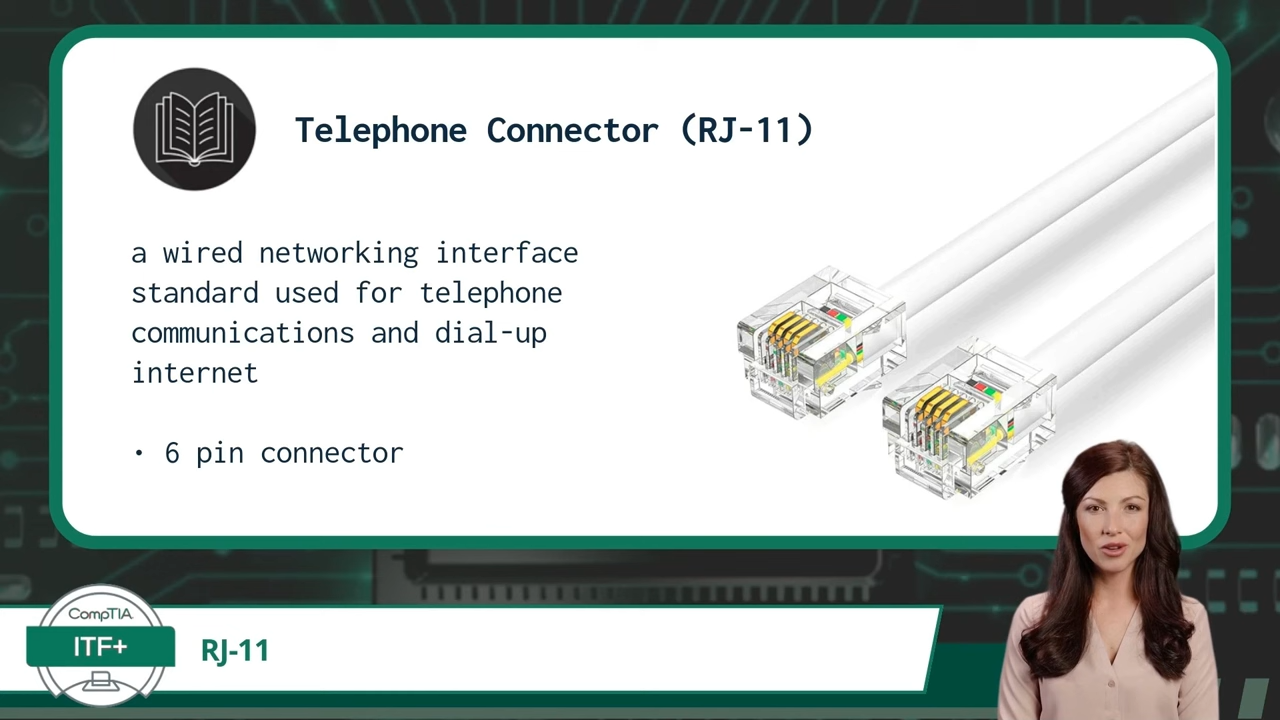 Telephone Connector (RJ-11)
a wired networking interface
standard used for telephone
communications and dial-up
internet
• 6 pin connector
CompTIA
ITF+
RJ-11